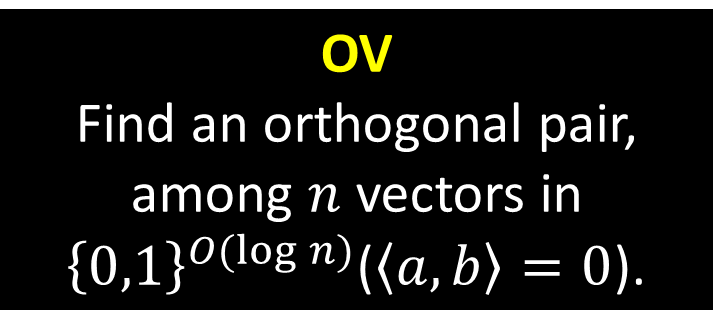 OV
Find an orthogonal pair,
among n vectors in
{0,1}^{O(log n)} (⟨a, b⟩ = 0).